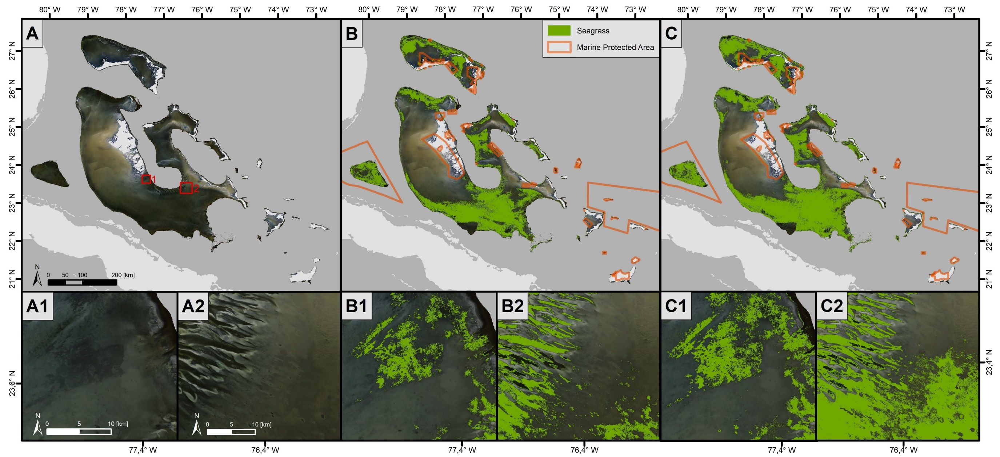 80° W 79° W 78° W 77° W 76° W 75° W 74° W 73° W 80° W 79° W 78° W 77° W 76° W 75° W 74° W 73° W 80° W 79° W 78° W 77° W 76° W 75° W 74° W 73° W
A
B
Seagrass
Marine Protected Area
C
27° N
26° N
25° N
24° N
23° N
22° N
21° N
1
2
N
0 50 100 200 [km]
27° N
26° N
25° N
24° N
23° N
22° N
21° N
A1
A2
B1
B2
C1
C2
23,6° N
23,4° N
N
0 5 10 [km]
N
0 5 10 [km]
77,4° W 76,4° W 77,4° W 76,4° W 77,4° W 76,4° W